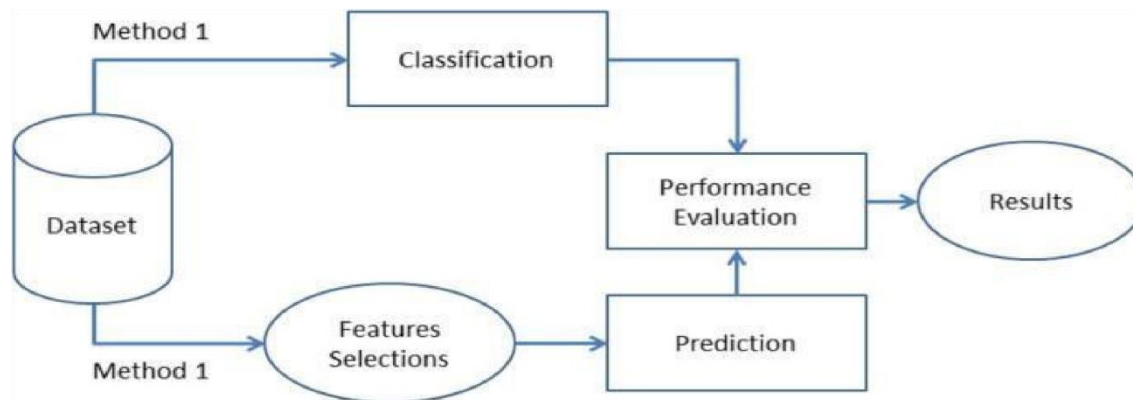 Method 1
Classification
Performance
Evaluation
Results
Dataset
Features
Selections
Prediction
Method 1